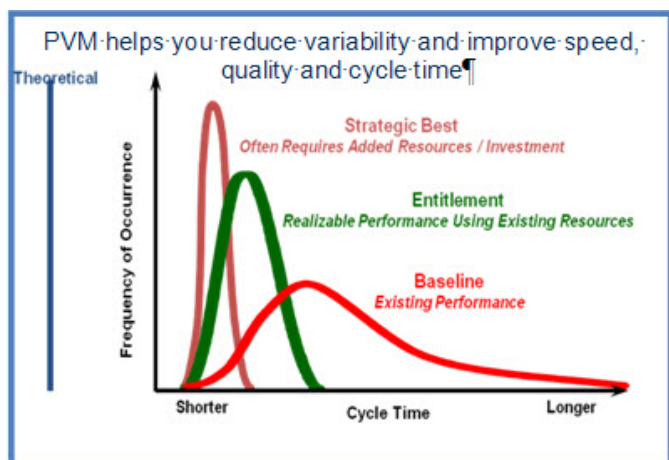 PVM·helps·you·reduce·variability·and·improve·speed,·
quality·and·cycle·time¶
Theoretical
Strategic Best
Often Requires Added Resources / Investment
Entitlement
Realizable Performance Using Existing Resources
Baseline
Existing Performance
Frequency of Occurrence
Shorter
Cycle Time
Longer